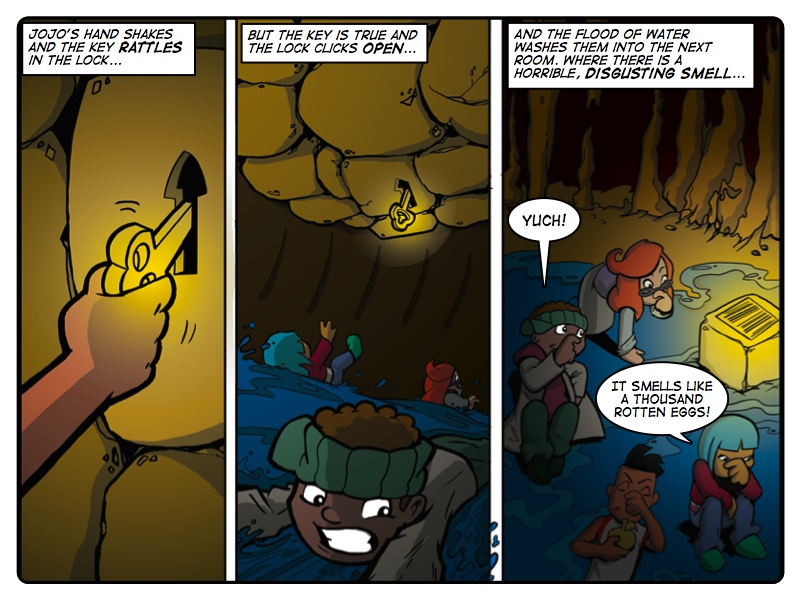 JOJO'S HAND SHAKES
AND THE KEY RATTLES
IN THE LOCK...
BUT THE KEY IS TRUE AND
THE LOCK CLICKS OPEN...
AND THE FLOOD OF WATER
WASHES THEM INTO THE NEXT
ROOM. WHERE THERE IS A
HORRIBLE, DISGUSTING SMELL...
YUCH!
IT SMELLS LIKE
A THOUSAND
ROTTEN EGGS!